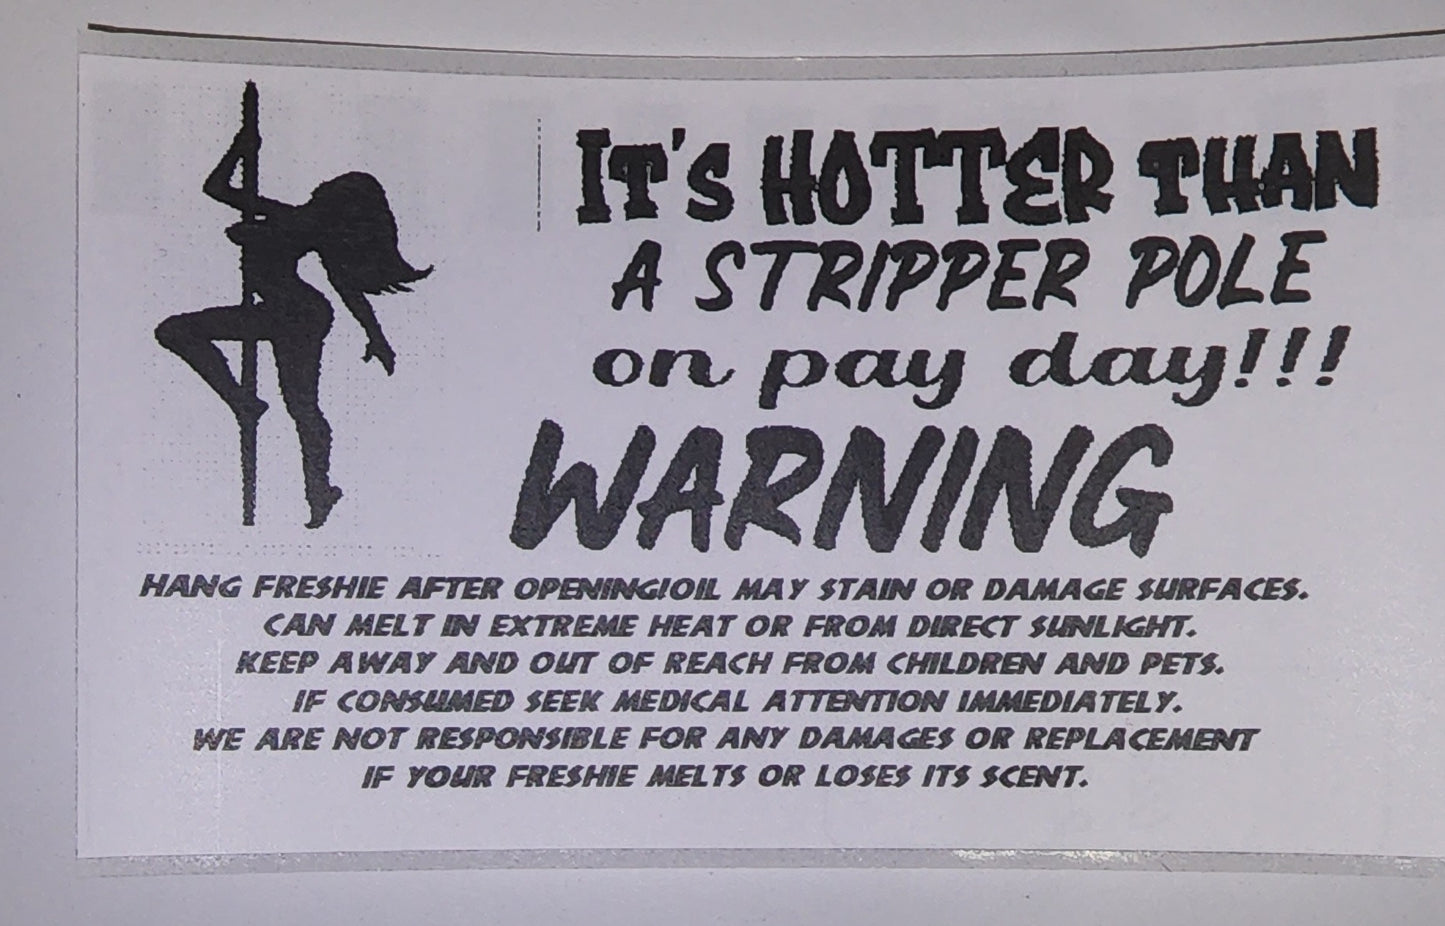 IT'S HOTTER THAN
A STRIPPER POLE
on pay day!!!
WARNING
HANG FRESHIE AFTER OPENING!OIL MAY STAIN OR DAMAGE SURFACES.
CAN MELT IN EXTREME HEAT OR FROM DIRECT SUNLIGHT.
KEEP AWAY AND OUT OF REACH FROM CHILDREN AND PETS.
IF CONSUMED SEEK MEDICAL ATTENTION IMMEDIATELY.
WE ARE NOT RESPONSIBLE FOR ANY DAMAGES OR REPLACEMENT
IF YOUR FRESHIE MELTS OR LOSES ITS SCENT.